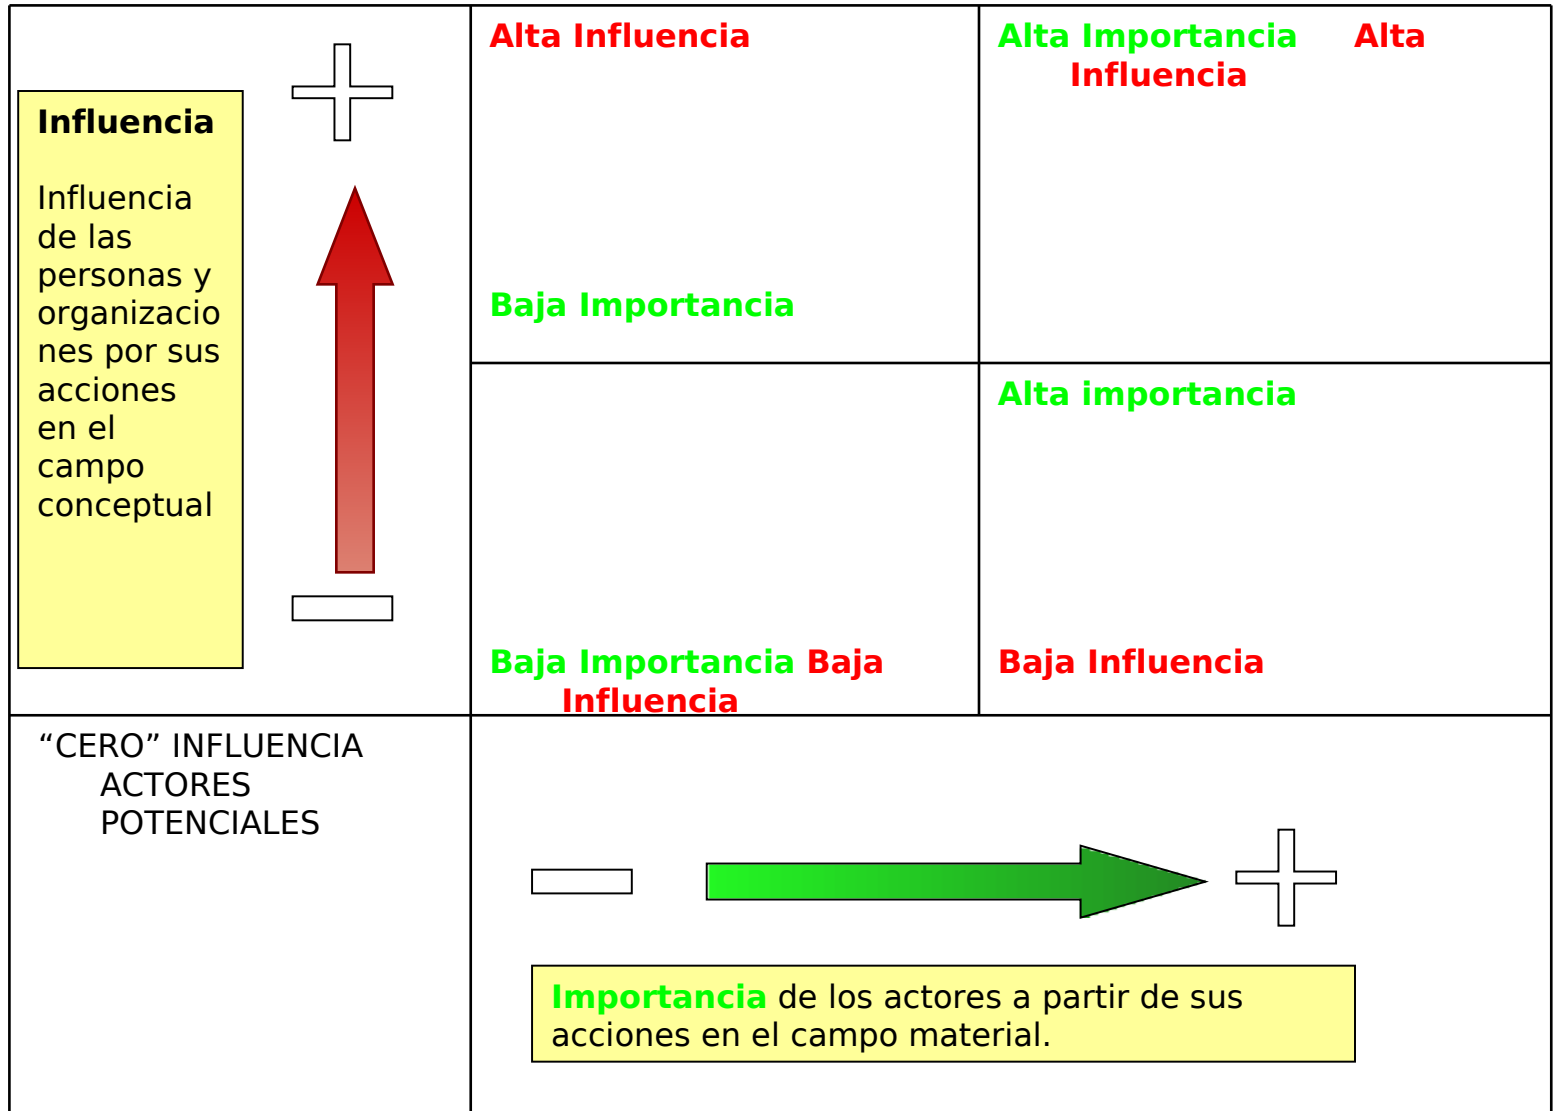 Influencia
Influencia
de las
personas y
organizacio
nes por sus
acciones
en el
campo
conceptual
Alta Influencia
Baja Importancia
Alta Importancia Alta
Influencia
Baja Importancia Baja
Influencia
Alta importancia
Baja Influencia
“CERO” INFLUENCIA
ACTORES
POTENCIALES
Importancia de los actores a partir de sus
acciones en el campo material.